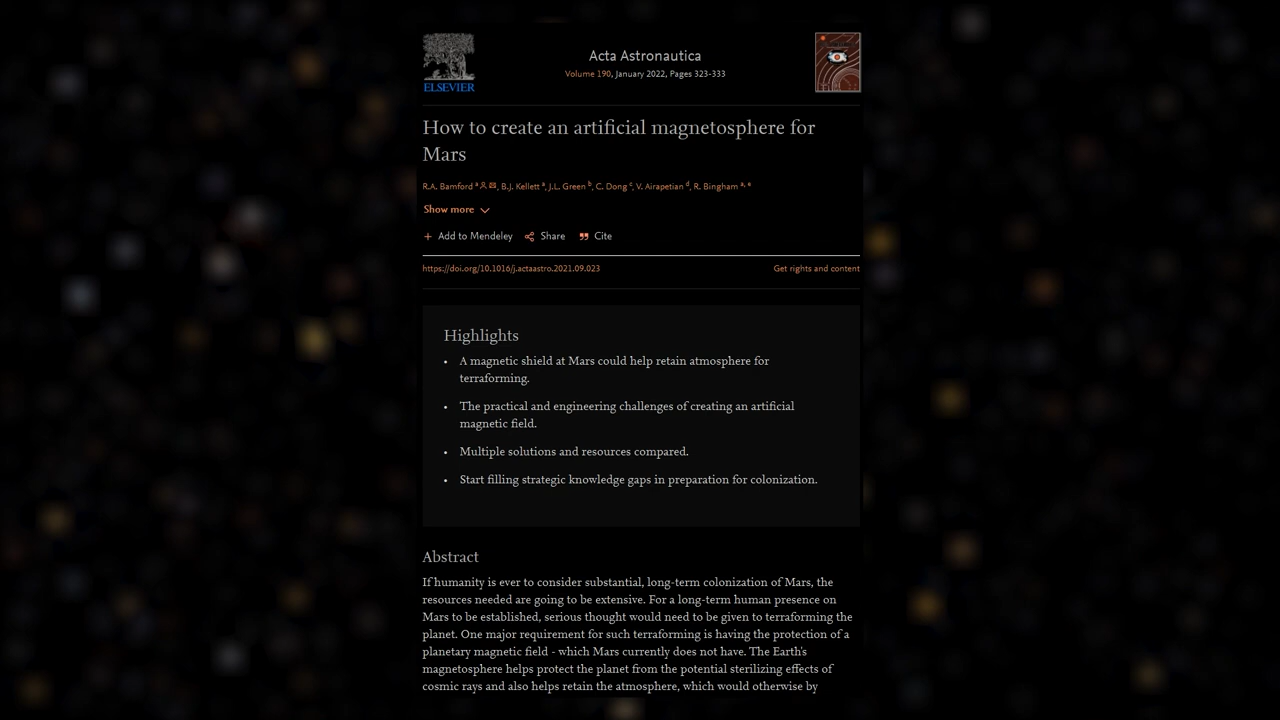 ELSEVIER
Acta Astronautica
Volume 190, January 2022, Pages 323-333
How to create an artificial magnetosphere for
Mars
R.A. Bamford a, B.J. Kellett a, J.L. Green b, C. Dong c, V. Airapetian d, R. Bingham a, e
Show more
+ Add to Mendeley Share Cite
https://doi.org/10.1016/j.actaastro.2021.09.023 Get rights and content
Highlights
• A magnetic shield at Mars could help retain atmosphere for
terraforming.
• The practical and engineering challenges of creating an artificial
magnetic field.
• Multiple solutions and resources compared.
• Start filling strategic knowledge gaps in preparation for colonization.
Abstract
If humanity is ever to consider substantial, long-term colonization of Mars, the
resources needed are going to be extensive. For a long-term human presence on
Mars to be established, serious thought would need to be given to terraforming the
planet. One major requirement for such terraforming is having the protection of a
planetary magnetic field - which Mars currently does not have. The Earth's
magnetosphere helps protect the planet from the potential sterilizing effects of
cosmic rays and also helps retain the atmosphere, which would otherwise by